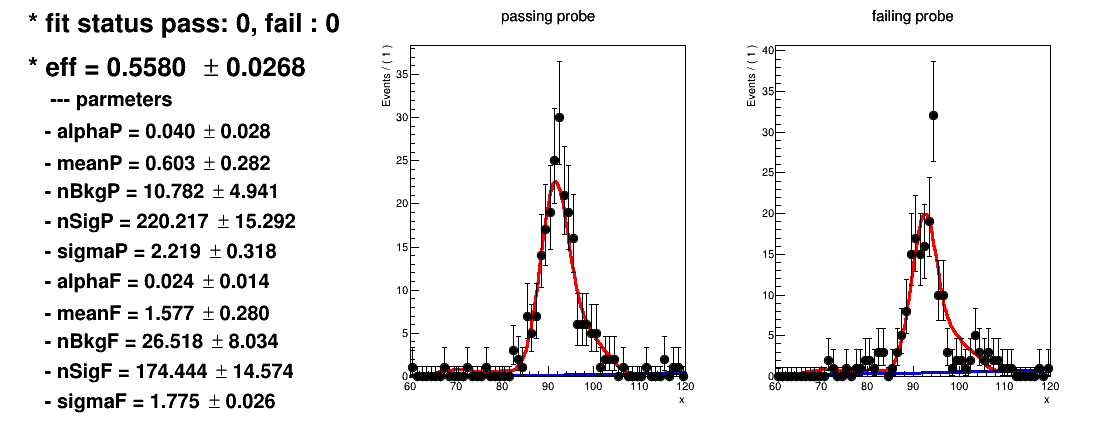 * fit status pass: 0, fail : 0
* eff = 0.5580 ± 0.0268
--- parmeters
- alphaP = 0.040 ± 0.028
- meanP = 0.603 ± 0.282
- nBkgP = 10.782 ± 4.941
- nSigP = 220.217 ± 15.292
- sigmaP = 2.219 ± 0.318
- alphaF = 0.024 ± 0.014
- meanF = 1.577 ± 0.280
- nBkgF = 26.518 ± 8.034
- nSigF = 174.444 ± 14.574
- sigmaF = 1.775 ± 0.026
passing probe
Events / ( 1 )
35
30
25
20
15
10
5
0
60 70 80 90 100 110 120
x
failing probe
Events / ( 1 )
40
35
30
25
20
15
10
5
0
60 70 80 90 100 110 120
x